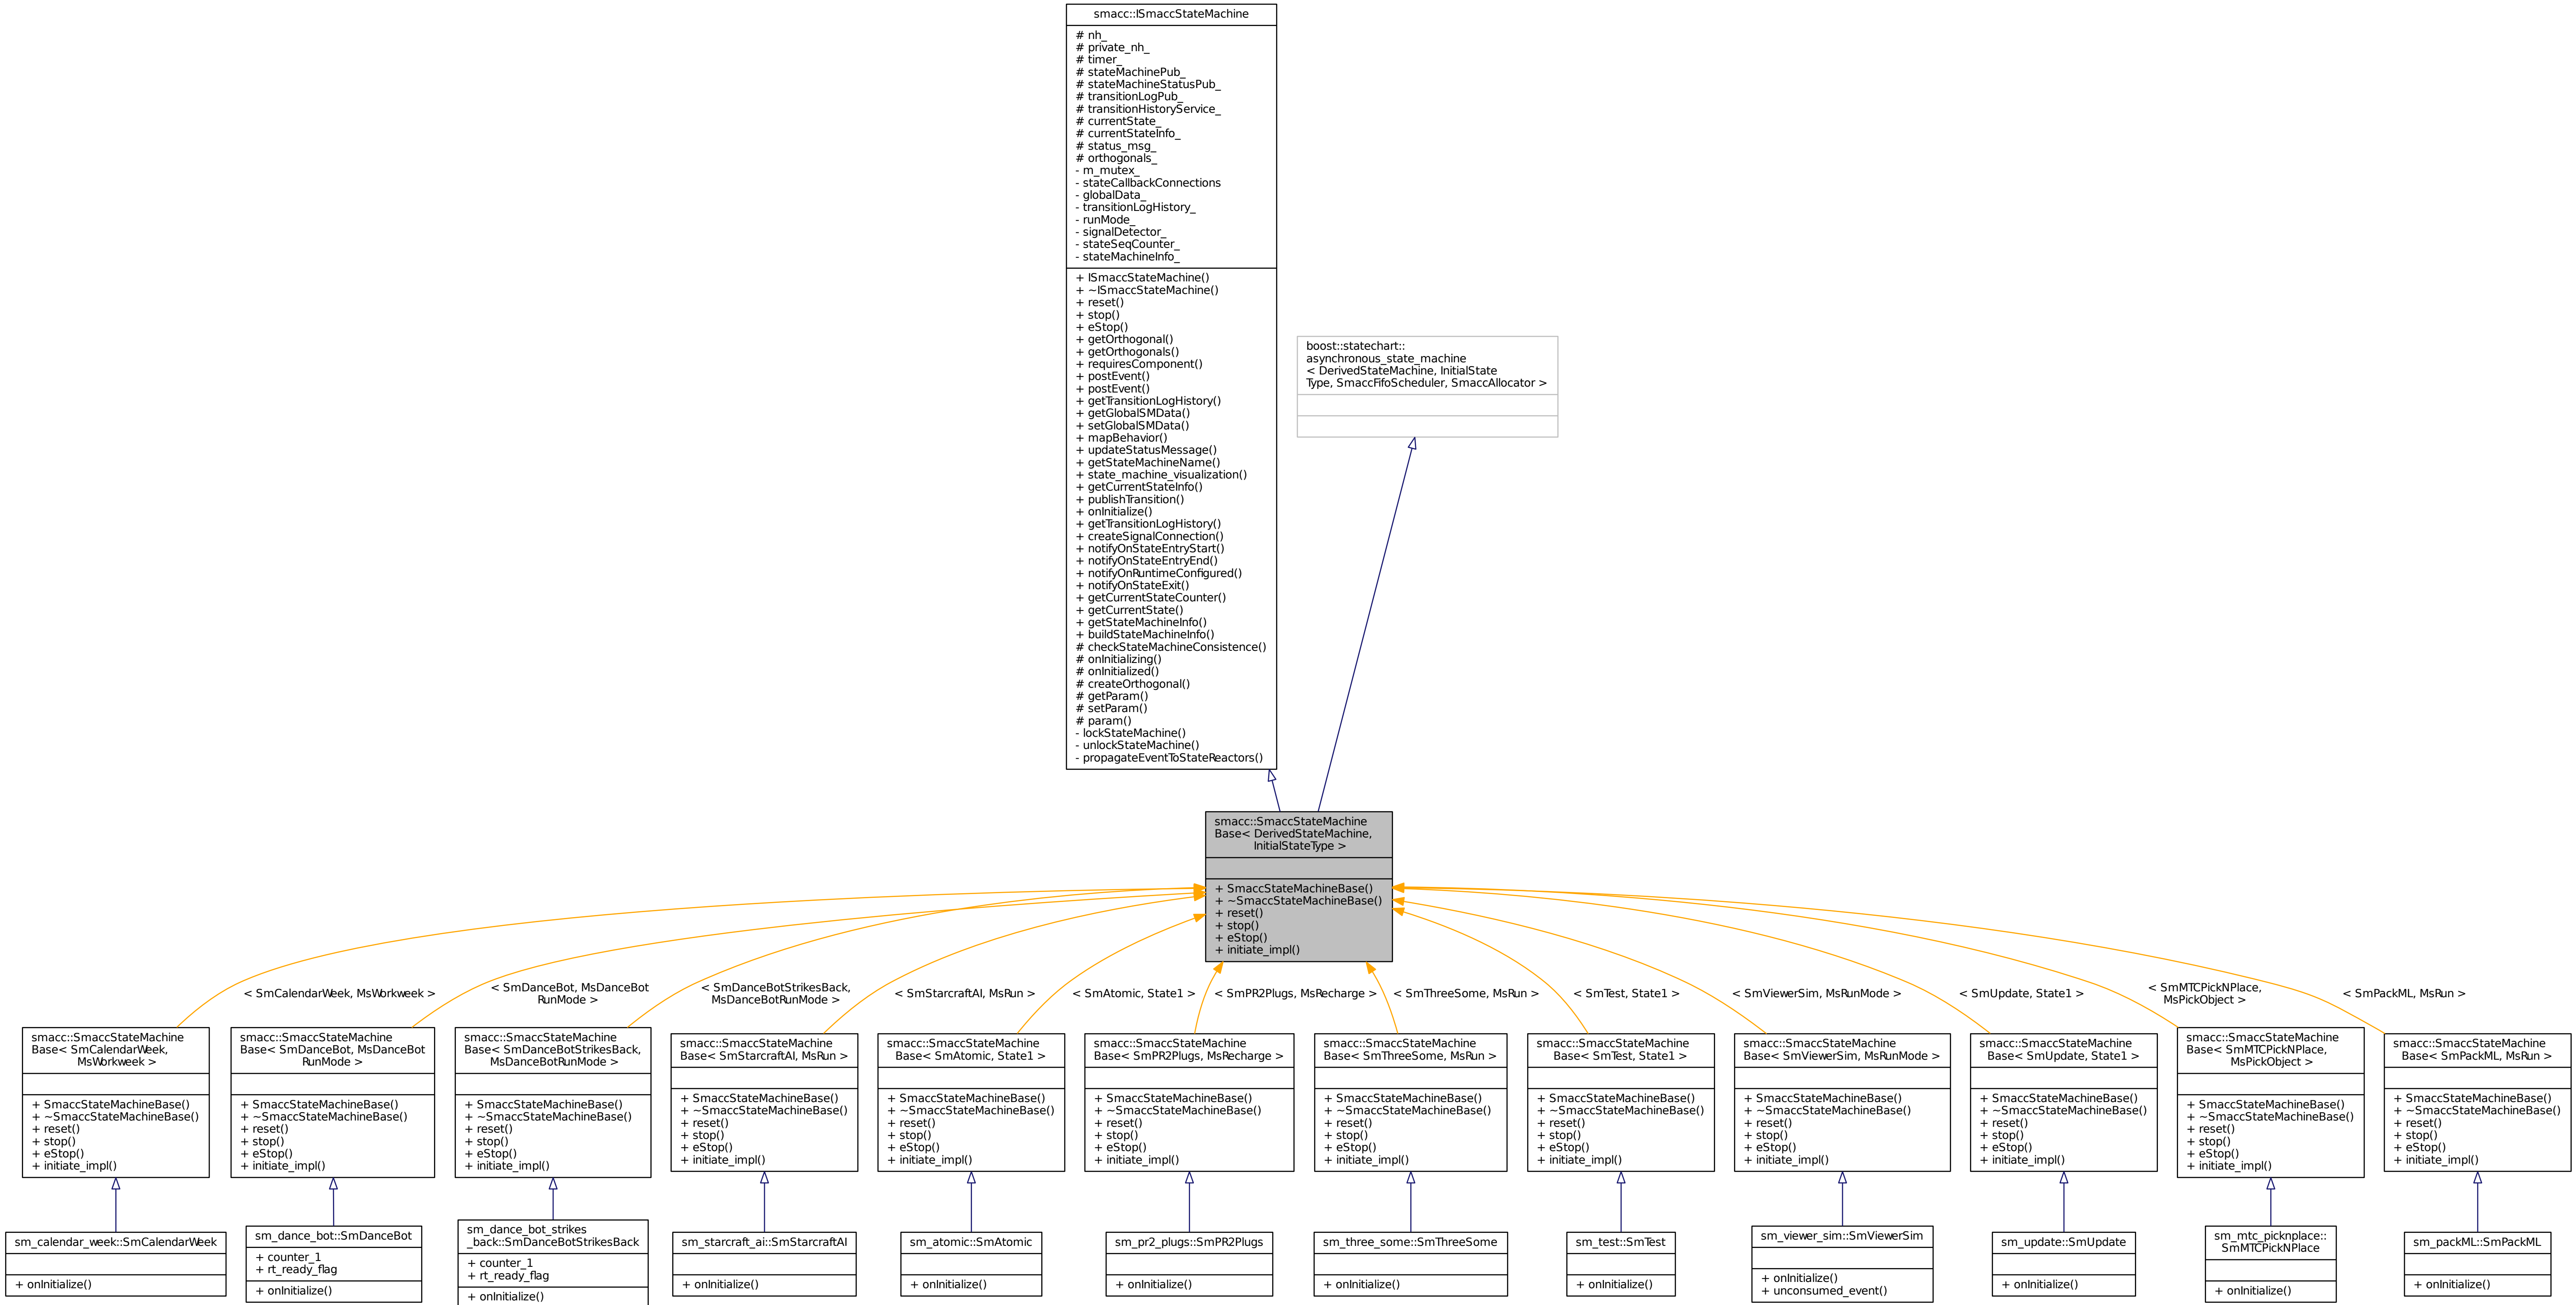 smacc::ISmaccStateMachine
# nh_
# private_nh_
# timer_
# stateMachinePub_
# stateMachineStatusPub_
# transitionLogPub_
# transitionHistoryService_
# currentState_
# currentStateInfo_
# status_msg_
# orthogonals_
- m_mutex_
- stateCallbackConnections
- globalData_
- transitionLogHistory_
- runMode_
- signalDetector_
- stateSeqCounter_
- stateMachineInfo_
+ ISmaccStateMachine()
+ ~ISmaccStateMachine()
+ reset()
+ stop()
+ eStop()
+ getOrthogonal()
+ getOrthogonals()
+ requiresComponent()
+ postEvent()
+ postEvent()
+ getTransitionLogHistory()
+ getGlobalSMData()
+ setGlobalSMData()
+ mapBehavior()
+ updateStatusMessage()
+ getStateMachineName()
+ state_machine_visualization()
+ getCurrentStateInfo()
+ publishTransition()
+ onInitialize()
+ getTransitionLogHistory()
+ createSignalConnection()
+ notifyOnStateEntryStart()
+ notifyOnStateEntryEnd()
+ notifyOnRuntimeConfigured()
+ notifyOnStateExit()
+ getCurrentStateCounter()
+ getCurrentState()
+ getStateMachineInfo()
+ buildStateMachineInfo()
# checkStateMachineConsistence()
# onInitializing()
# onInitialized()
# createOrthogonal()
# getParam()
# setParam()
# param()
- lockStateMachine()
- unlockStateMachine()
- propagateEventToStateReactors()
boost::statechart::
asynchronous_state_machine
< DerivedStateMachine, InitialState
Type, SmaccFifoScheduler, SmaccAllocator >
smacc::SmaccStateMachine
Base< DerivedStateMachine,
InitialStateType >
+ SmaccStateMachineBase()
+ ~SmaccStateMachineBase()
+ reset()
+ stop()
+ eStop()
+ initiate_impl()
< SmCalendarWeek, MsWorkweek >
< SmDanceBot, MsDanceBot
RunMode >
< SmDanceBotStrikesBack,
MsDanceBotRunMode >
< SmStarcraftAI, MsRun >
< SmAtomic, State1 >
< SmPR2Plugs, MsRecharge >
< SmThreeSome, MsRun >
< SmTest, State1 >
< SmViewerSim, MsRunMode >
< SmUpdate, State1 >
< SmMTCPickNPlace,
MsPickObject >
< SmPackML, MsRun >
smacc::SmaccStateMachine
Base< SmCalendarWeek,
MsWorkweek >
+ SmaccStateMachineBase()
+ ~SmaccStateMachineBase()
+ reset()
+ stop()
+ eStop()
+ initiate_impl()
smacc::SmaccStateMachine
Base< SmDanceBot, MsDanceBot
RunMode >
+ SmaccStateMachineBase()
+ ~SmaccStateMachineBase()
+ reset()
+ stop()
+ eStop()
+ initiate_impl()
smacc::SmaccStateMachine
Base< SmDanceBotStrikesBack,
MsDanceBotRunMode >
+ SmaccStateMachineBase()
+ ~SmaccStateMachineBase()
+ reset()
+ stop()
+ eStop()
+ initiate_impl()
smacc::SmaccStateMachine
Base< SmStarcraftAI, MsRun >
+ SmaccStateMachineBase()
+ ~SmaccStateMachineBase()
+ reset()
+ stop()
+ eStop()
+ initiate_impl()
smacc::SmaccStateMachine
Base< SmAtomic, State1 >
+ SmaccStateMachineBase()
+ ~SmaccStateMachineBase()
+ reset()
+ stop()
+ eStop()
+ initiate_impl()
smacc::SmaccStateMachine
Base< SmPR2Plugs, MsRecharge >
+ SmaccStateMachineBase()
+ ~SmaccStateMachineBase()
+ reset()
+ stop()
+ eStop()
+ initiate_impl()
smacc::SmaccStateMachine
Base< SmThreeSome, MsRun >
+ SmaccStateMachineBase()
+ ~SmaccStateMachineBase()
+ reset()
+ stop()
+ eStop()
+ initiate_impl()
smacc::SmaccStateMachine
Base< SmTest, State1 >
+ SmaccStateMachineBase()
+ ~SmaccStateMachineBase()
+ reset()
+ stop()
+ eStop()
+ initiate_impl()
smacc::SmaccStateMachine
Base< SmViewerSim, MsRunMode >
+ SmaccStateMachineBase()
+ ~SmaccStateMachineBase()
+ reset()
+ stop()
+ eStop()
+ initiate_impl()
smacc::SmaccStateMachine
Base< SmUpdate, State1 >
+ SmaccStateMachineBase()
+ ~SmaccStateMachineBase()
+ reset()
+ stop()
+ eStop()
+ initiate_impl()
smacc::SmaccStateMachine
Base< SmMTCPickNPlace,
MsPickObject >
+ SmaccStateMachineBase()
+ ~SmaccStateMachineBase()
+ reset()
+ stop()
+ eStop()
+ initiate_impl()
smacc::SmaccStateMachine
Base< SmPackML, MsRun >
+ SmaccStateMachineBase()
+ ~SmaccStateMachineBase()
+ reset()
+ stop()
+ eStop()
+ initiate_impl()
sm_calendar_week::SmCalendarWeek
+ onInitialize()
sm_dance_bot::SmDanceBot
+ counter_1
+ rt_ready_flag
+ onInitialize()
sm_dance_bot_strikes
_back::SmDanceBotStrikesBack
+ counter_1
+ rt_ready_flag
+ onInitialize()
sm_starcraft_ai::SmStarcraftAI
+ onInitialize()
sm_atomic::SmAtomic
+ onInitialize()
sm_pr2_plugs::SmPR2Plugs
+ onInitialize()
sm_three_some::SmThreeSome
+ onInitialize()
sm_test::SmTest
+ onInitialize()
sm_viewer_sim::SmViewerSim
+ onInitialize()
+ unconsumed_event()
sm_update::SmUpdate
+ onInitialize()
sm_mtc_picknplace::
SmMTCPickNPlace
+ onInitialize()
sm_packML::SmPackML
+ onInitialize()